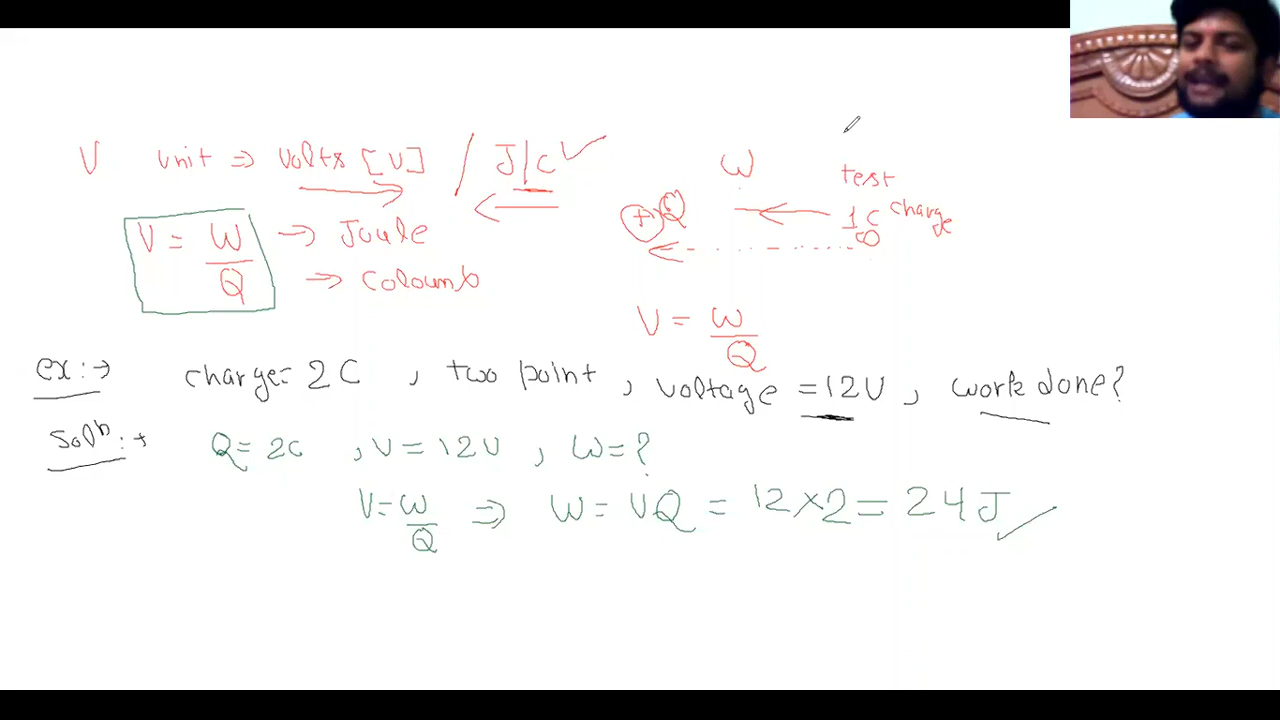 V unit ⇒ volts [V] / J/C ✓
V = W/Q → Joule
→ Coloumb
W
test
1C charge
∞
+ Q
V = W/Q
ex:→ charge= 2C , two point , voltage =12V , work done?
Solⁿ:→ Q= 2C , V=12V , W=?
V=W/Q ⇒ W= VQ = 12×2= 24J